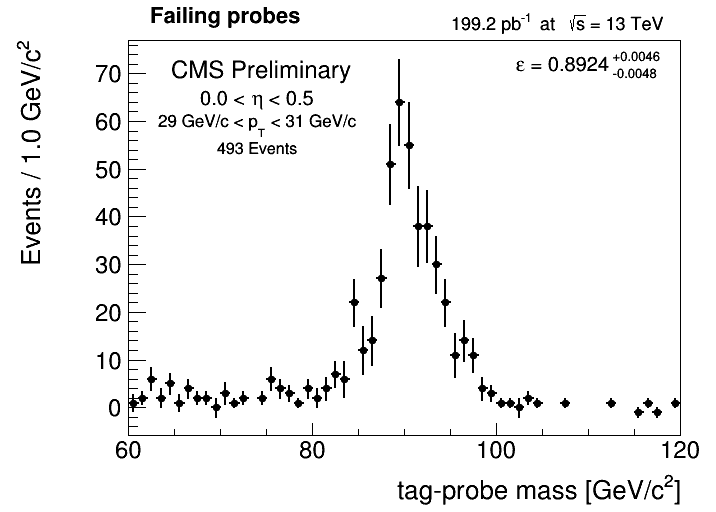 Failing probes
199.2 pb⁻¹ at √s = 13 TeV
CMS Preliminary
0.0 < η < 0.5
29 GeV/c < p_T < 31 GeV/c
493 Events
ε = 0.8924 +0.0046 -0.0048
Events / 1.0 GeV/c²
70
60
50
40
30
20
10
0
60 80 100 120
tag-probe mass [GeV/c²]